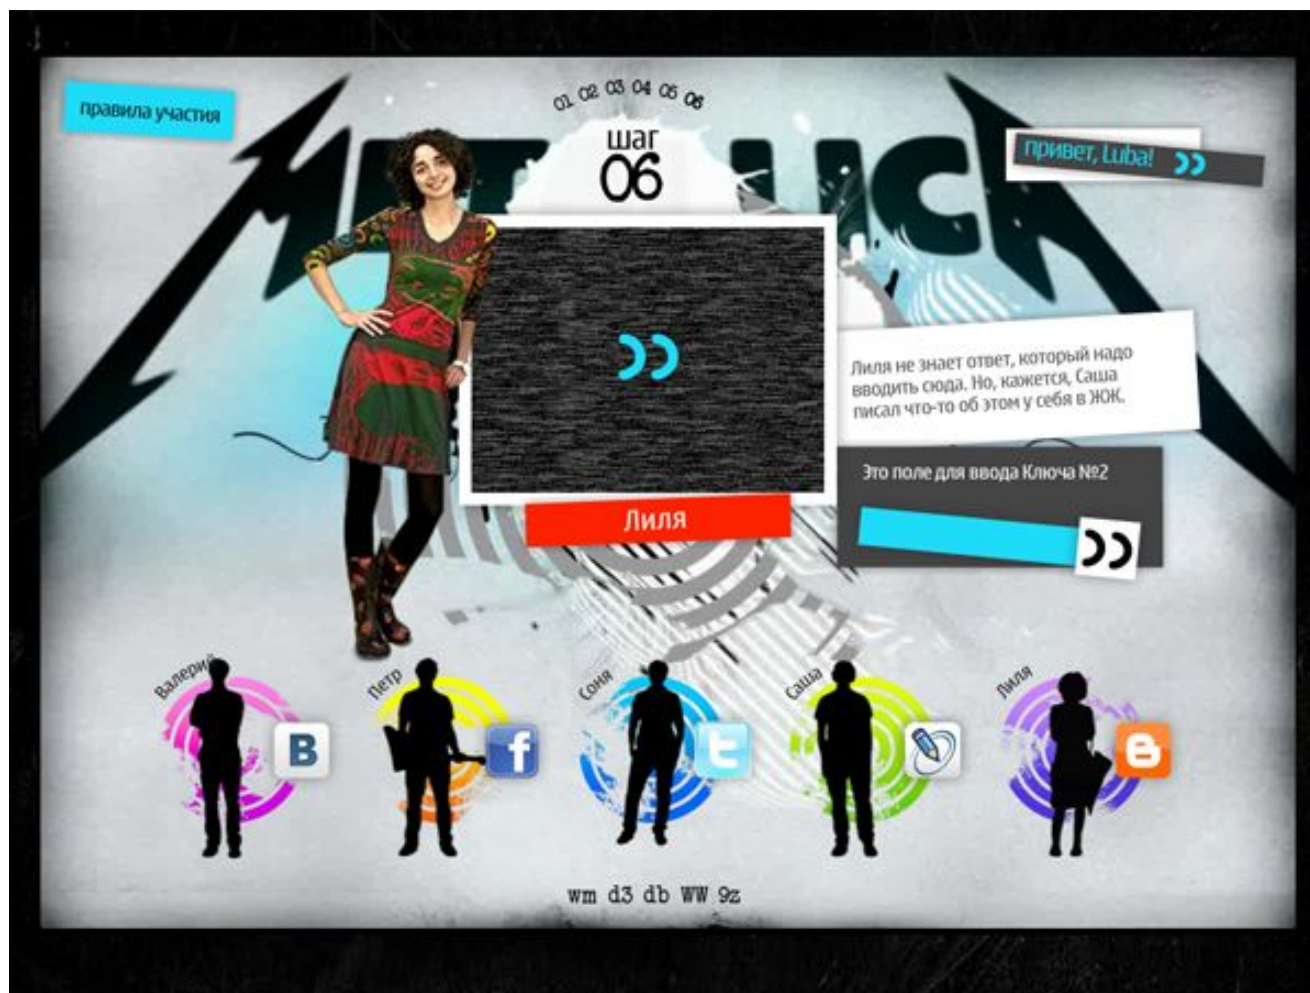 правила участия
01 02 03 04 05 06
шаг
06
привет, Luba!
Лиля не знает ответ, который надо
вводить сюда. Но, кажется, Саша
писал что-то об этом у себя в ЖЖ.
Это поле для ввода Ключа №2
Лиля
Валерий
Петр
Соня
Саша
Лиля
B
f
t
B
wm d3 db WW 9z